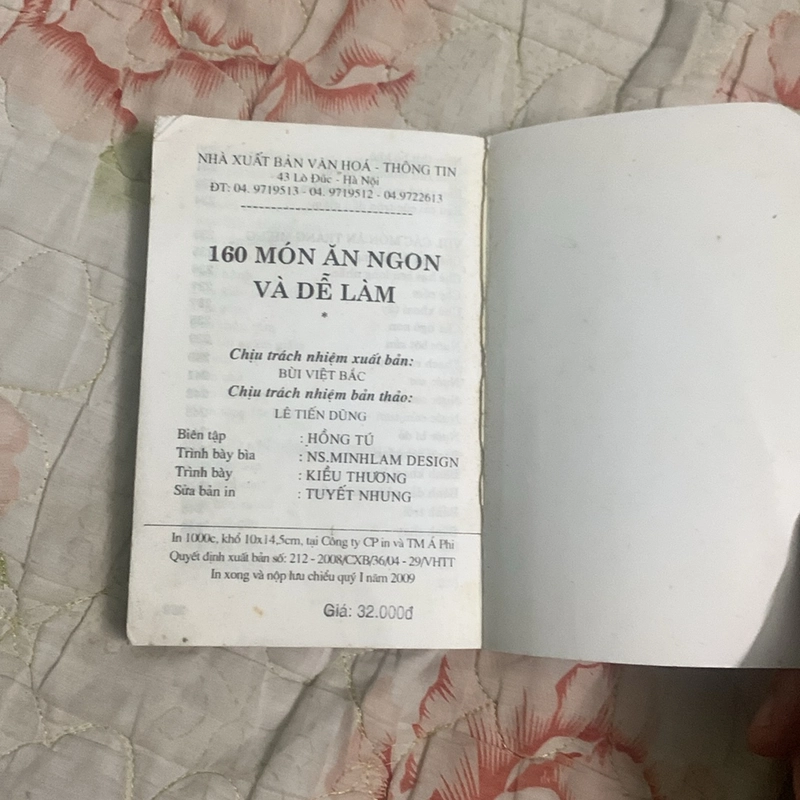 NHÀ XUẤT BẢN VĂN HOÁ - THÔNG TIN
43 Lò Đúc - Hà Nội
ĐT: 04. 9719513 - 04. 9719512 - 04.9722613
160 MÓN ĂN NGON
VÀ DỄ LÀM
*
Chịu trách nhiệm xuất bản:
BÙI VIỆT BẮC
Chịu trách nhiệm bản thảo:
LÊ TIẾN DŨNG
Biên tập : HỒNG TÚ
Trình bày bìa : NS.MINHLAM DESIGN
Trình bày : KIỀU THƯƠNG
Sửa bản in : TUYẾT NHUNG
In 1000c, khổ 10x14,5cm, tại Công ty CP in và TM Á Phi
Quyết định xuất bản số: 212 - 2008/CXB/36/04 - 29/VHTT
In xong và nộp lưu chiểu quý I năm 2009
Giá: 32.000đ